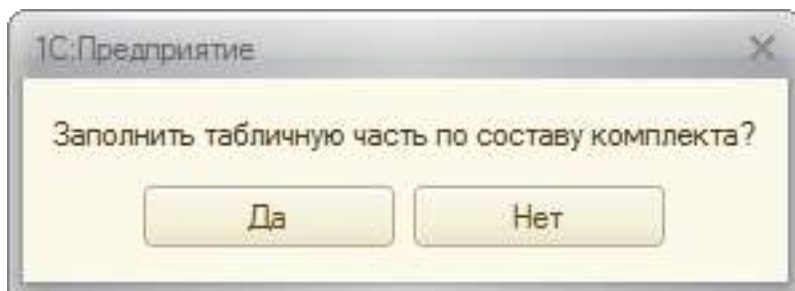 1С:Предприятие
Заполнить табличную часть по составу комплекта?
Да
Нет